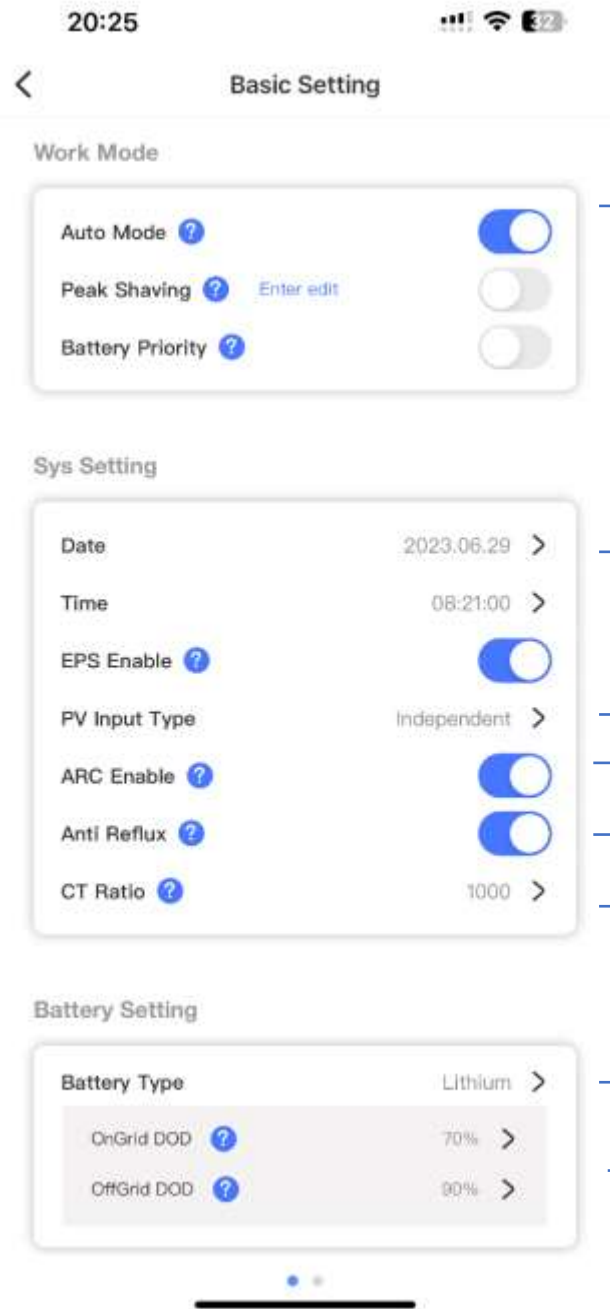 20:25
32
Basic Setting
Work Mode
Auto Mode ?
Peak Shaving ? Enter edit
Battery Priority ?
Sys Setting
Date 2023.06.29
Time 08:21:00
EPS Enable ?
PV Input Type Independent
ARC Enable ?
Anti Reflux ?
CT Ratio ? 1000
Battery Setting
Battery Type Lithium
OnGrid DOD ? 70%
OffGrid DOD ? 90%